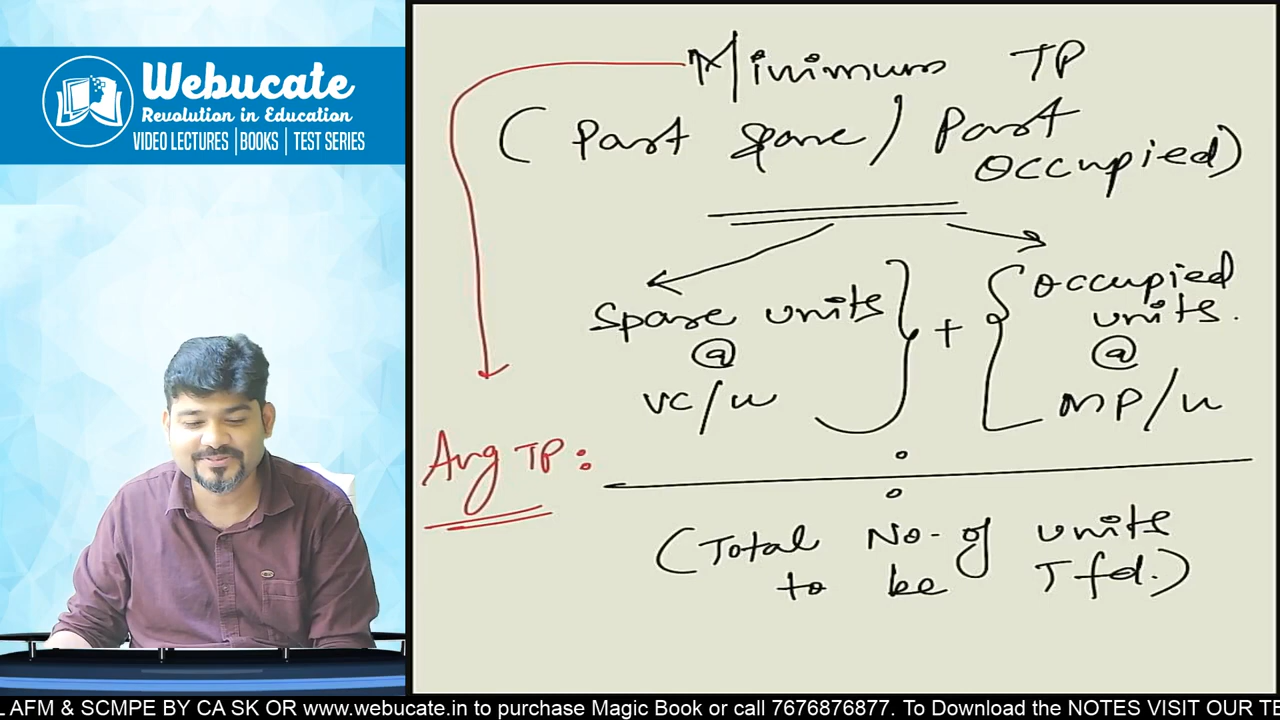 Webucate
Revolution in Education
VIDEO LECTURES | BOOKS | TEST SERIES
Minimum TP
(Part spare / Part
occupied)
Spare units
@
VC/u
+
Occupied
units.
@
MP/u
Avg TP:
÷
(Total No. of units
to be Tfd.)
L AFM & SCMPE BY CA SK OR www.webucate.in to purchase Magic Book or call 7676876877. To Download the NOTES VISIT OUR TE